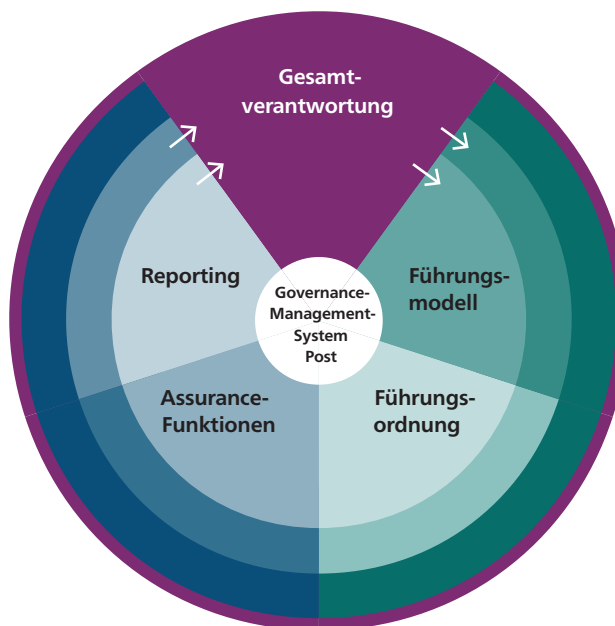 Gesamt-
verantwortung
Reporting
Führungs-
modell
Governance-
Management-
System
Post
Assurance-
Funktionen
Führungs-
ordnung